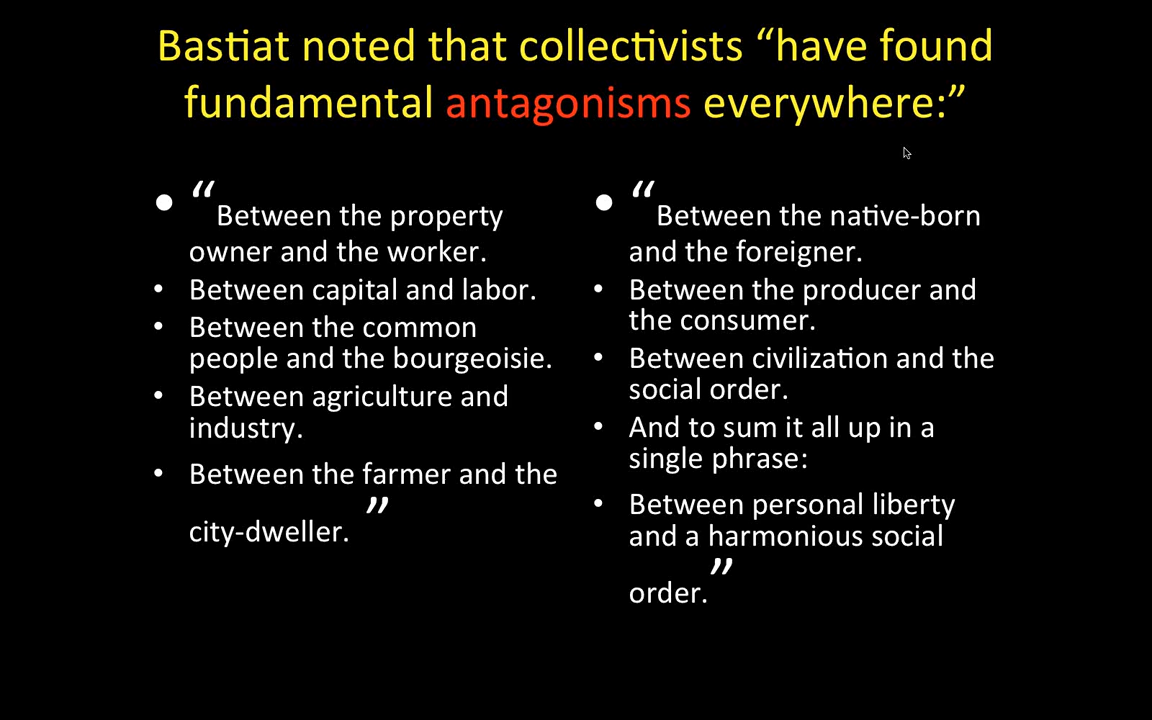 Bastiat noted that collectivists “have found
fundamental antagonisms everywhere:”
• “Between the property
owner and the worker.
• Between capital and labor.
• Between the common
people and the bourgeoisie.
• Between agriculture and
industry.
• Between the farmer and the
city-dweller. ”
• “Between the native-born
and the foreigner.
• Between the producer and
the consumer.
• Between civilization and the
social order.
• And to sum it all up in a
single phrase:
• Between personal liberty
and a harmonious social
order.”